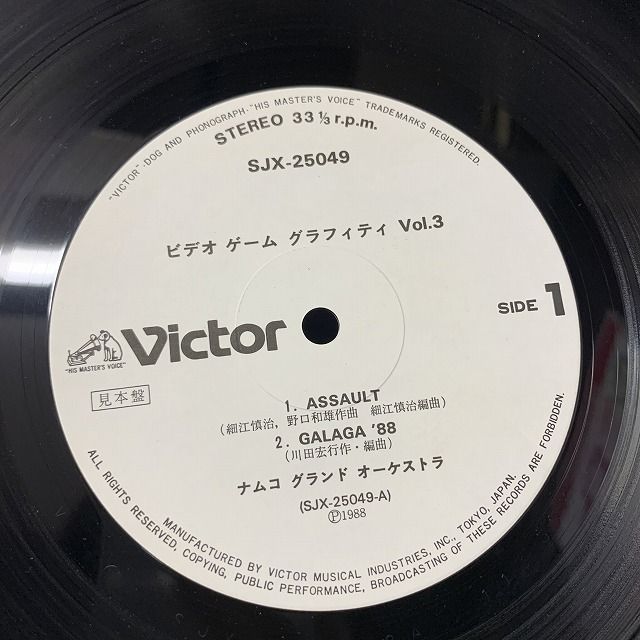 "VICTOR"-DOG AND PHONOGRAPH-"HIS MASTER'S VOICE" TRADEMARKS REGISTERED.
STEREO 33 1/3 r.p.m.
SJX-25049
ビデオ ゲーム グラフィティ Vol.3
SIDE 1
Victor
"HIS MASTER'S VOICE"
見本盤
1. ASSAULT
(細江慎治, 野口和雄作曲 細江慎治編曲)
2. GALAGA '88
(川田宏行作・編曲)
ナムコ グランド オーケストラ
(SJX-25049-A)
Ⓟ1988
ALL RIGHTS RESERVED, COPYING, PUBLIC PERFORMANCE, BROADCASTING OF THESE RECORDS ARE FORBIDDEN.
MANUFACTURED BY VICTOR MUSICAL INDUSTRIES, INC., TOKYO, JAPAN.